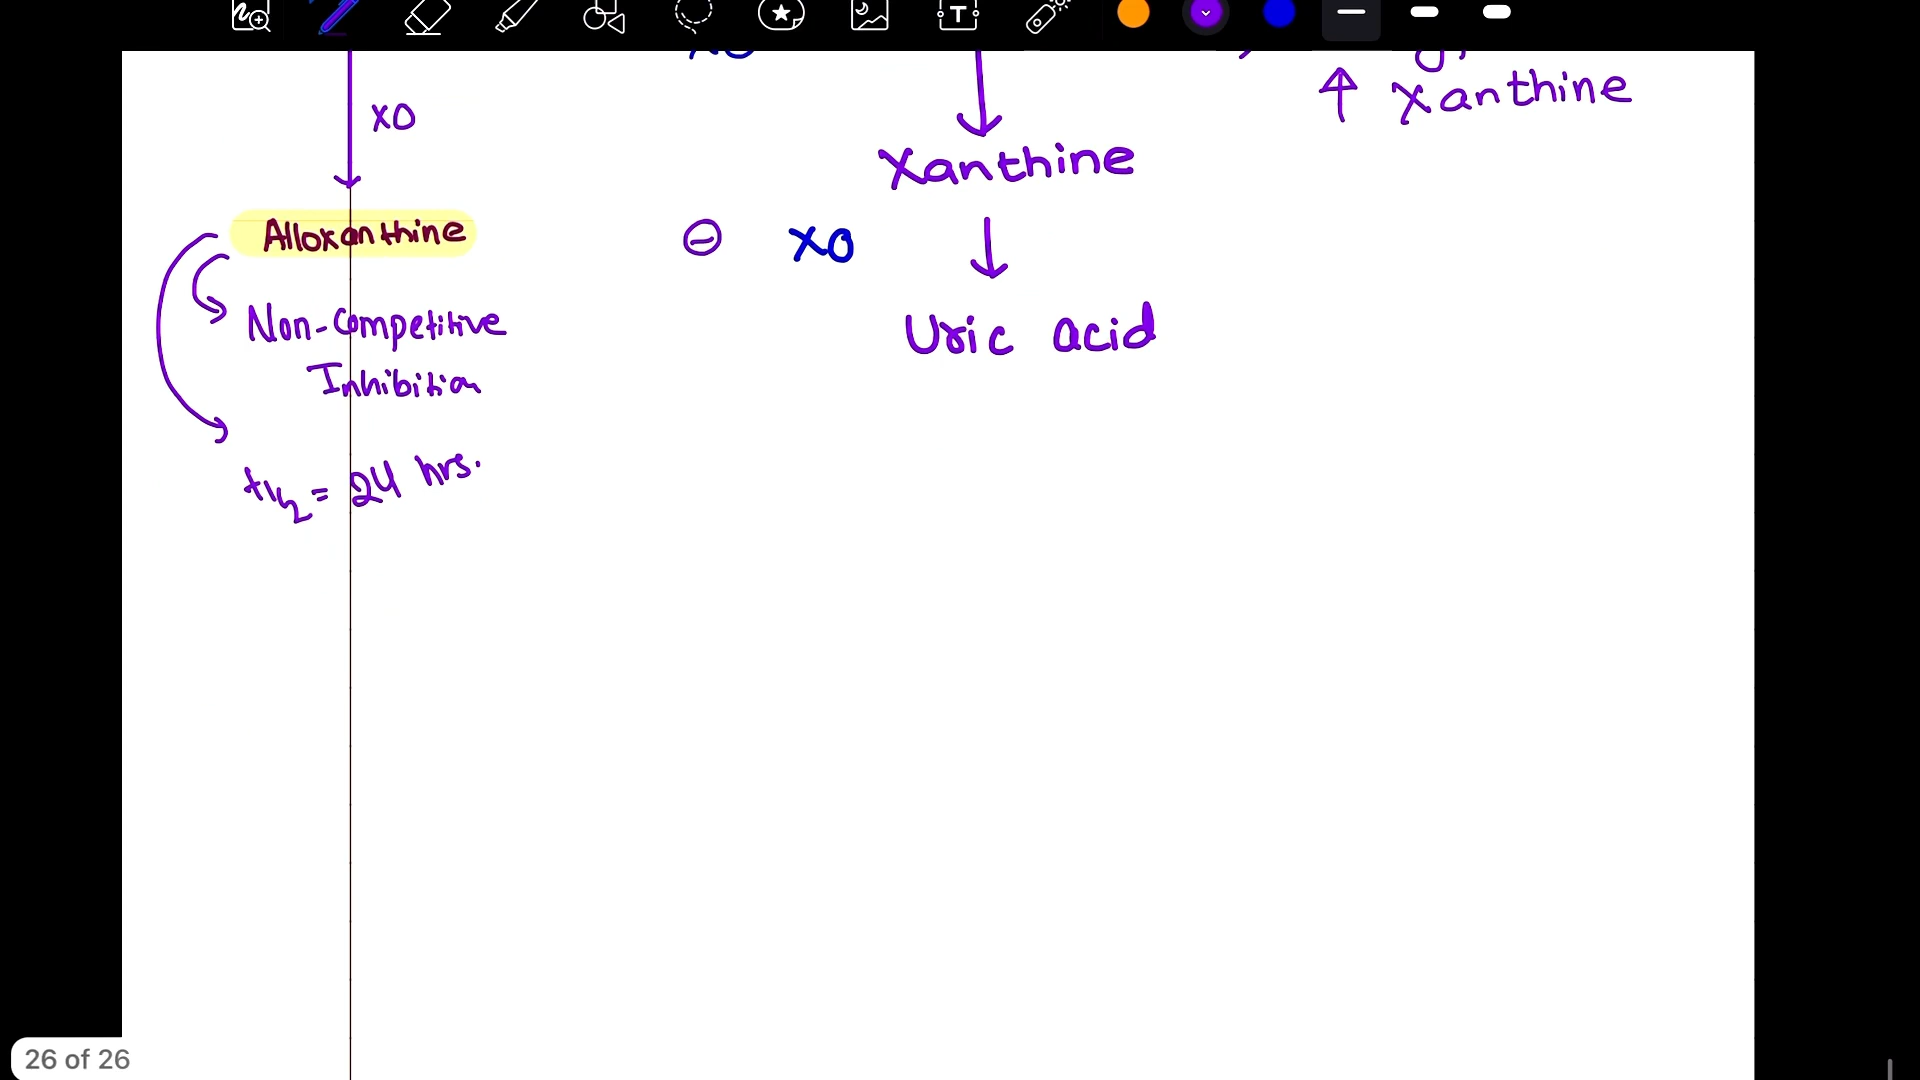 T
↑ Xanthine
XO
Xanthine
Alloxanthine
⊖ XO
Non-Competitive
Inhibition
Uric acid
t1/2 = 24 hrs.
26 of 26